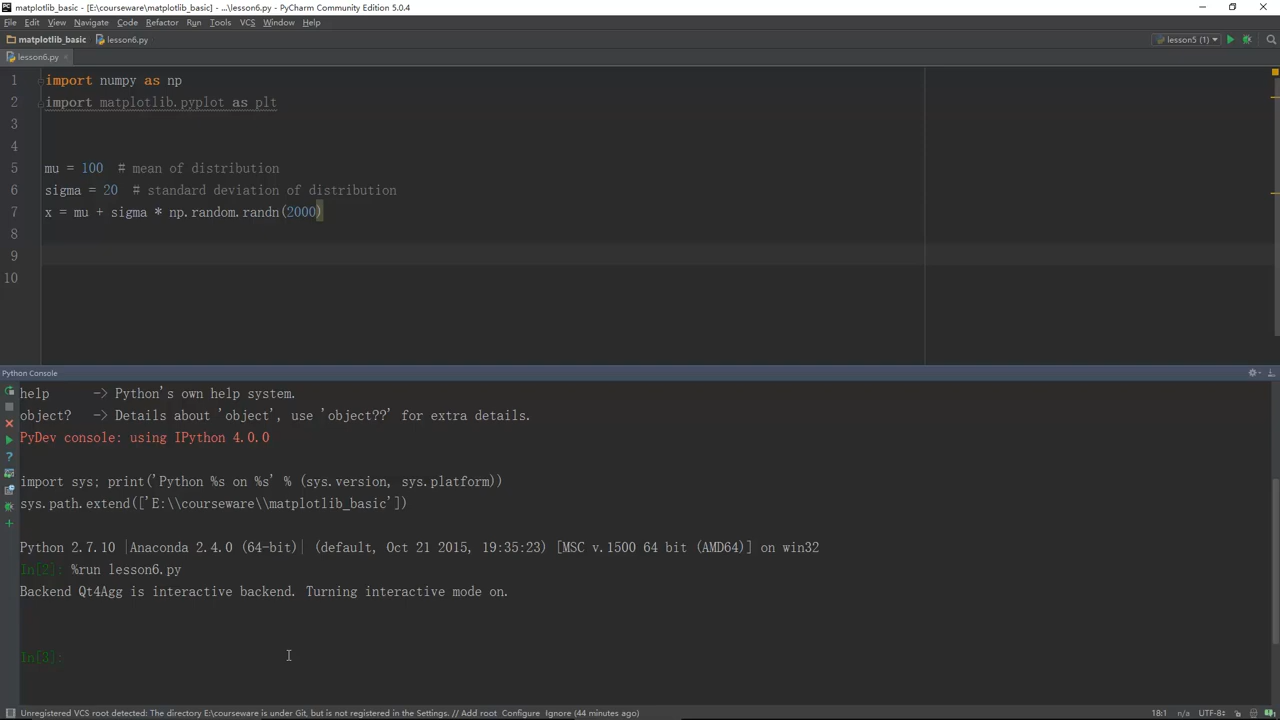 matplotlib_basic - [E:\courseware\matplotlib_basic] - ...\lesson6.py - PyCharm Community Edition 5.0.4
File Edit View Navigate Code Refactor Run Tools VCS Window Help
matplotlib_basic lesson6.py lesson5 (1)
lesson6.py
1 import numpy as np
2 import matplotlib.pyplot as plt
3
4
5 mu = 100  # mean of distribution
6 sigma = 20  # standard deviation of distribution
7 x = mu + sigma * np.random.randn(2000)
8
9
10
Python Console
help      -> Python's own help system.
object?   -> Details about 'object', use 'object??' for extra details.
PyDev console: using IPython 4.0.0
import sys; print('Python %s on %s' % (sys.version, sys.platform))
sys.path.extend(['E:\\courseware\\matplotlib_basic'])
Python 2.7.10 |Anaconda 2.4.0 (64-bit)| (default, Oct 21 2015, 19:35:23) [MSC v.1500 64 bit (AMD64)] on win32
In[2]: %run lesson6.py
Backend Qt4Agg is interactive backend. Turning interactive mode on.
In[3]:
Unregistered VCS root detected: The directory E:\courseware is under Git, but is not registered in the Settings. // Add root  Configure  Ignore (44 minutes ago) 18:1 n/a UTF-8